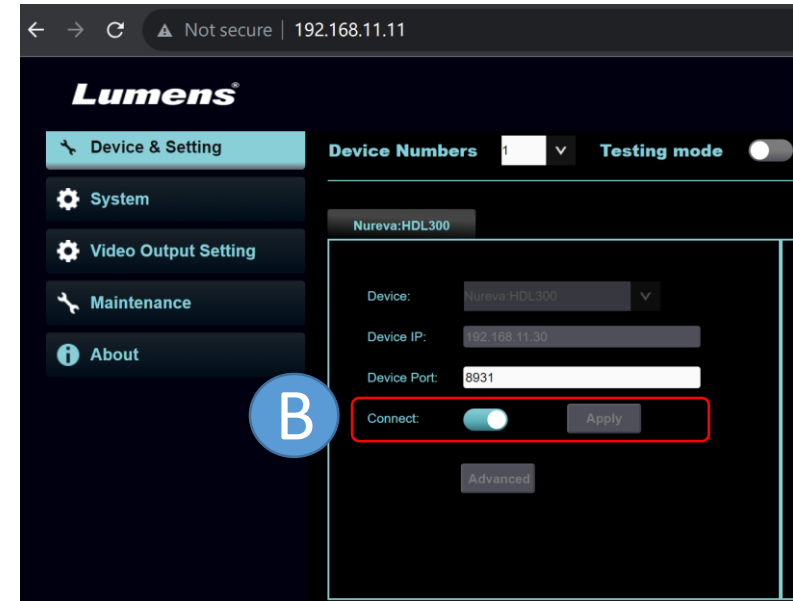 Not secure | 192.168.11.11
Lumens®
Device & Setting
System
Video Output Setting
Maintenance
About
Device Numbers 1 Testing mode
Nureva:HDL300
Device: Nureva:HDL300
Device IP: 192.168.11.30
Device Port: 8931
B
Connect: Apply
Advanced